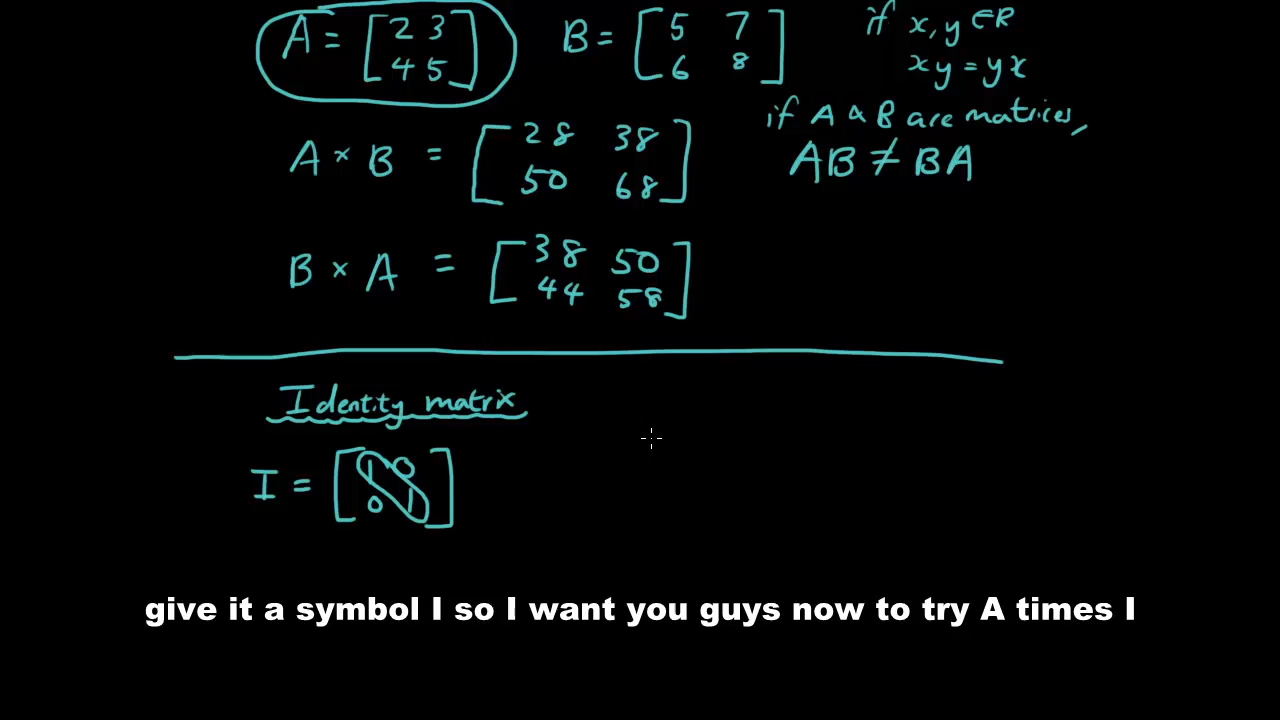 A = [ 2 3   B = [ 5 7   if x, y ∈ R
4 5 ]   6 8 ]   xy = yx
if A & B are matrices,
A × B = [ 28 38   AB ≠ BA
50 68 ]
B × A = [ 38 50
44 58 ]
Identity matrix
I = [ 1 0
0 1 ]
give it a symbol I so I want you guys now to try A times I